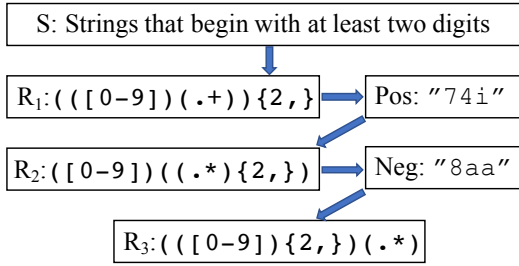 S: Strings that begin with at least two digits
R₁:(([0-9])(.+)){2,}
Pos: "74i"
R₂:([0-9])((.*){2,})
Neg: "8aa"
R₃:(([0-9]){2,})(.*)